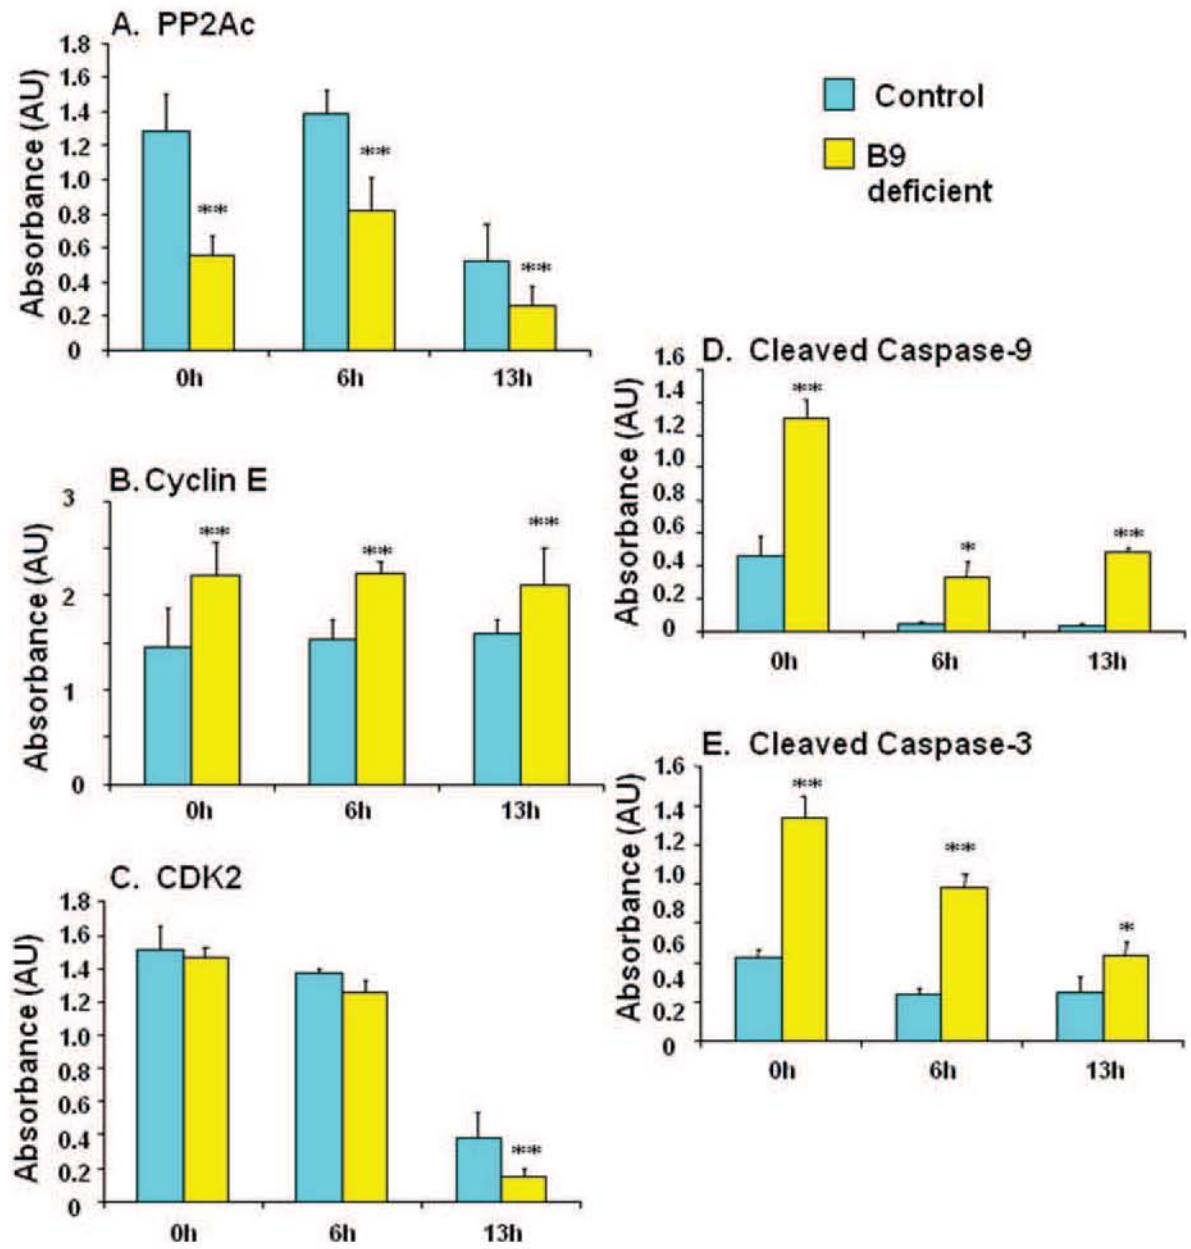 A. PP2Ac
Absorbance (AU)
1.8
1.6
1.4
1.2
1.0
0.8
0.6
0.4
0.2
0
**
**
**
0h
6h
13h
Control
B9
deficient
B. Cyclin E
Absorbance (AU)
3
2
1
0
**
**
**
0h
6h
13h
C. CDK2
Absorbance (AU)
1.8
1.6
1.4
1.2
1.0
0.8
0.6
0.4
0.2
0
**
0h
6h
13h
D. Cleaved Caspase-9
Absorbance (AU)
1.6
1.4
1.2
1.0
0.8
0.6
0.4
0.2
0
**
*
**
0h
6h
13h
E. Cleaved Caspase-3
Absorbance (AU)
1.6
1.4
1.2
1.0
0.8
0.6
0.4
0.2
0
**
**
*
0h
6h
13h